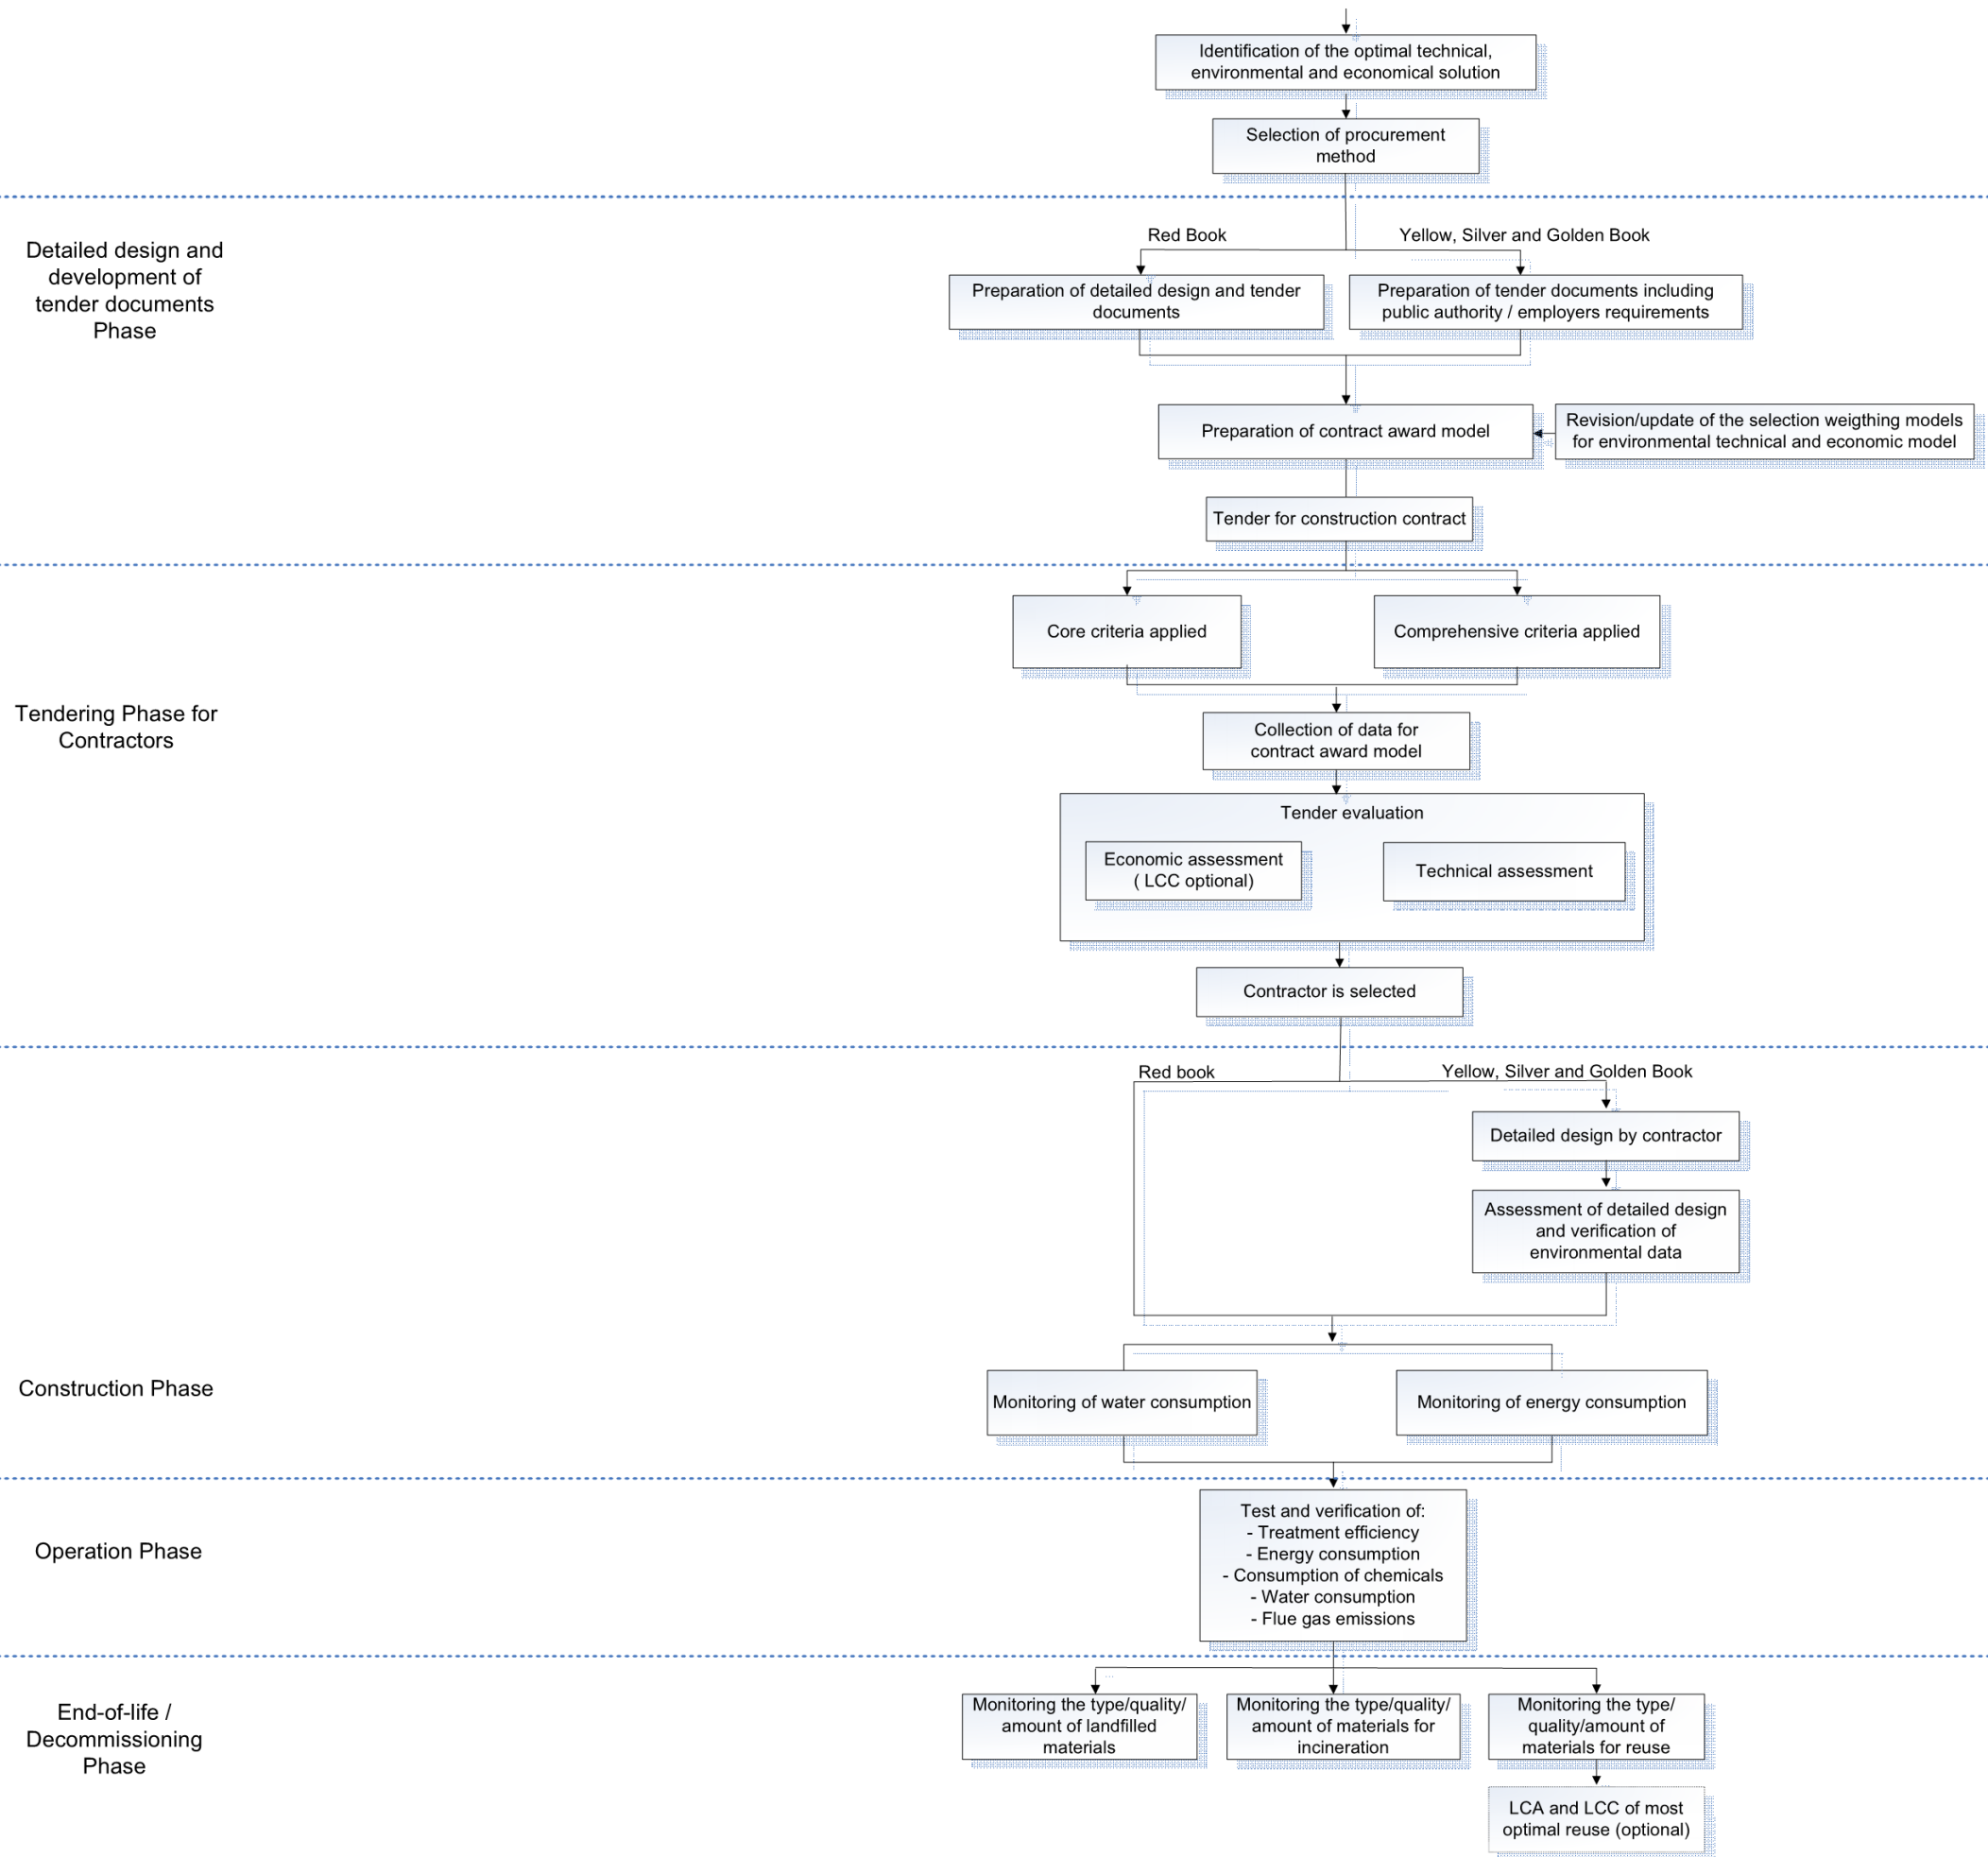 Identification of the optimal technical,
environmental and economical solution
Selection of procurement
method
Detailed design and
development of
tender documents
Phase
Red Book
Yellow, Silver and Golden Book
Preparation of detailed design and tender
documents
Preparation of tender documents including
public authority / employers requirements
Preparation of contract award model
Revision/update of the selection weigthing models
for environmental technical and economic model
Tender for construction contract
Core criteria applied
Comprehensive criteria applied
Tendering Phase for
Contractors
Collection of data for
contract award model
Tender evaluation
Economic assessment
( LCC optional)
Technical assessment
Contractor is selected
Red book
Yellow, Silver and Golden Book
Detailed design by contractor
Assessment of detailed design
and verification of
environmental data
Construction Phase
Monitoring of water consumption
Monitoring of energy consumption
Operation Phase
Test and verification of:
- Treatment efficiency
- Energy consumption
- Consumption of chemicals
- Water consumption
- Flue gas emissions
End-of-life /
Decommissioning
Phase
Monitoring the type/quality/
amount of landfilled
materials
Monitoring the type/quality/
amount of materials for
incineration
Monitoring the type/
quality/amount of
materials for reuse
LCA and LCC of most
optimal reuse (optional)